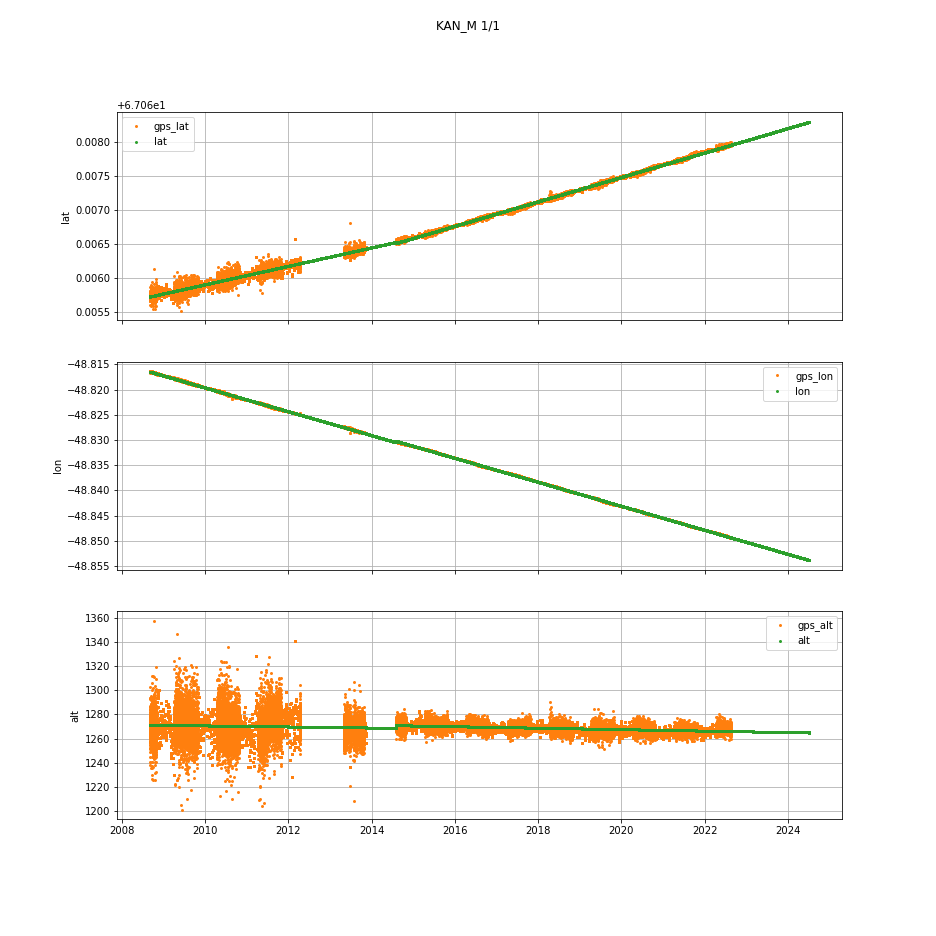 KAN_M 1/1
+6.706e1
gps_lat
lat
0.0080
0.0075
0.0070
0.0065
0.0060
0.0055
lat
−48.815
−48.820
−48.825
−48.830
−48.835
−48.840
−48.845
−48.850
−48.855
lon
gps_lon
lon
1360
1340
1320
1300
1280
1260
1240
1220
1200
alt
gps_alt
alt
2008 2010 2012 2014 2016 2018 2020 2022 2024